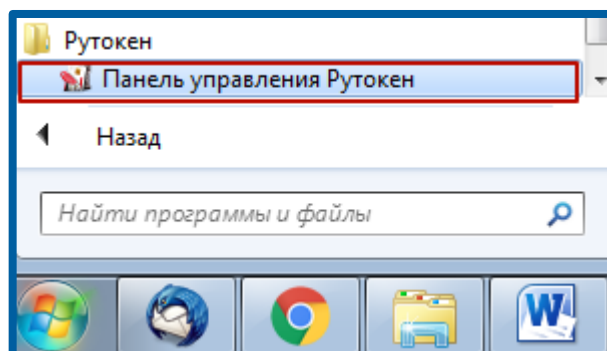 Рутокен
Панель управления Рутокен
Назад
Найти программы и файлы
W